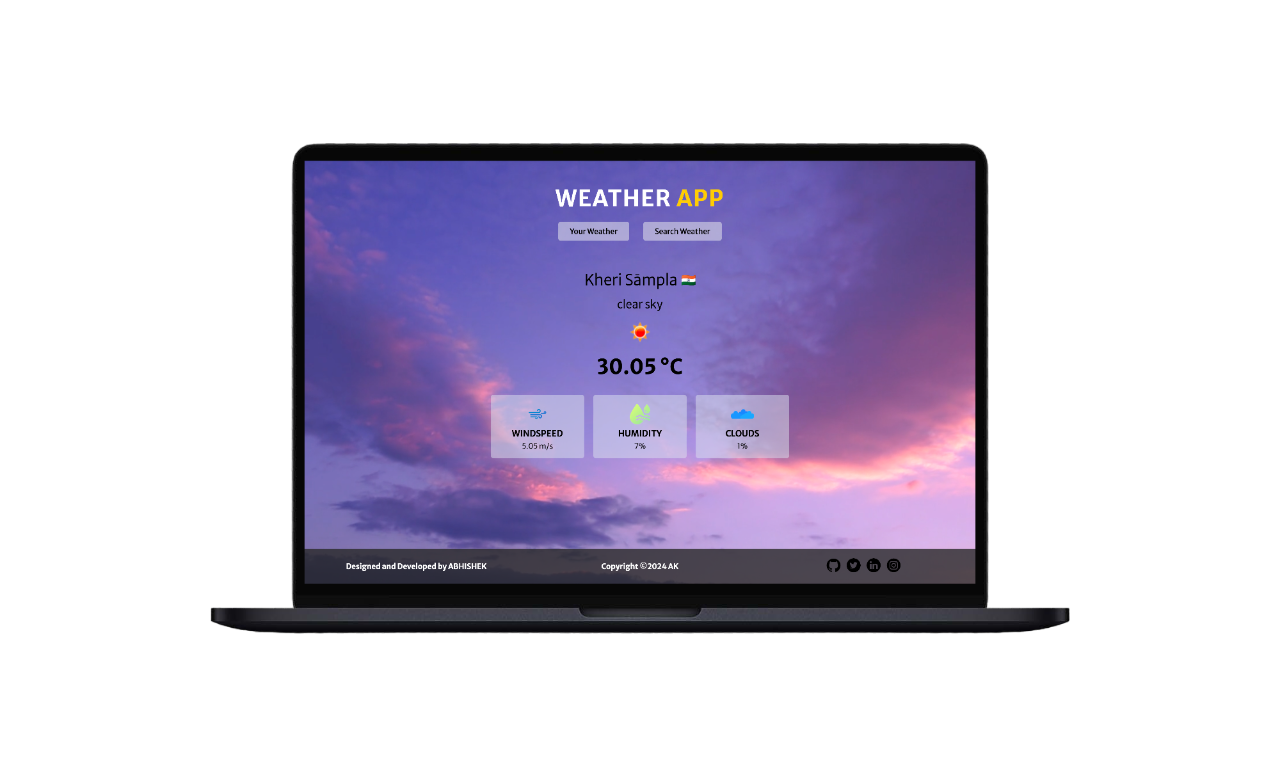 WEATHER APP
Your Weather Search Weather
Kheri Sāmpla
clear sky
30.05 °C
WINDSPEED HUMIDITY CLOUDS
5.05 m/s 7% 1%
Designed and Developed by ABHISHEK Copyright ©2024 AK